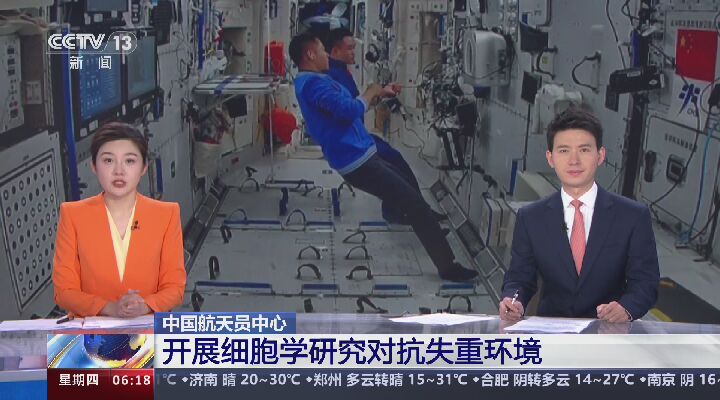 CCTV 13
新闻
中国航天员中心
开展细胞学研究对抗失重环境
星期四 06:18 1°C 济南 晴 20~30°C 郑州 多云转晴 15~31°C 合肥 阴转多云 14~27°C 南京 阴 16